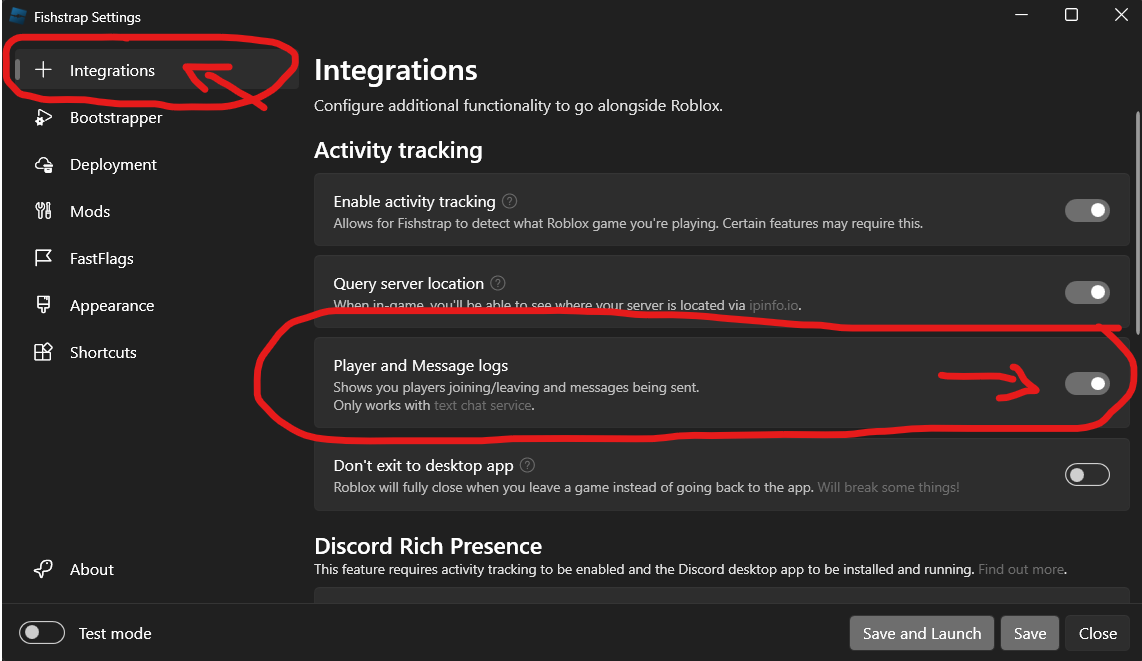 Fishstrap Settings
Integrations
Bootstrapper
Deployment
Mods
FastFlags
Appearance
Shortcuts
About
Test mode
Integrations
Configure additional functionality to go alongside Roblox.
Activity tracking
Enable activity tracking
Allows for Fishstrap to detect what Roblox game you're playing. Certain features may require this.
Query server location
When in-game, you'll be able to see where your server is located via ipinfo.io.
Player and Message logs
Shows you players joining/leaving and messages being sent.
Only works with text chat service.
Don't exit to desktop app
Roblox will fully close when you leave a game instead of going back to the app. Will break some things!
Discord Rich Presence
This feature requires activity tracking to be enabled and the Discord desktop app to be installed and running. Find out more.
Save and Launch
Save
Close